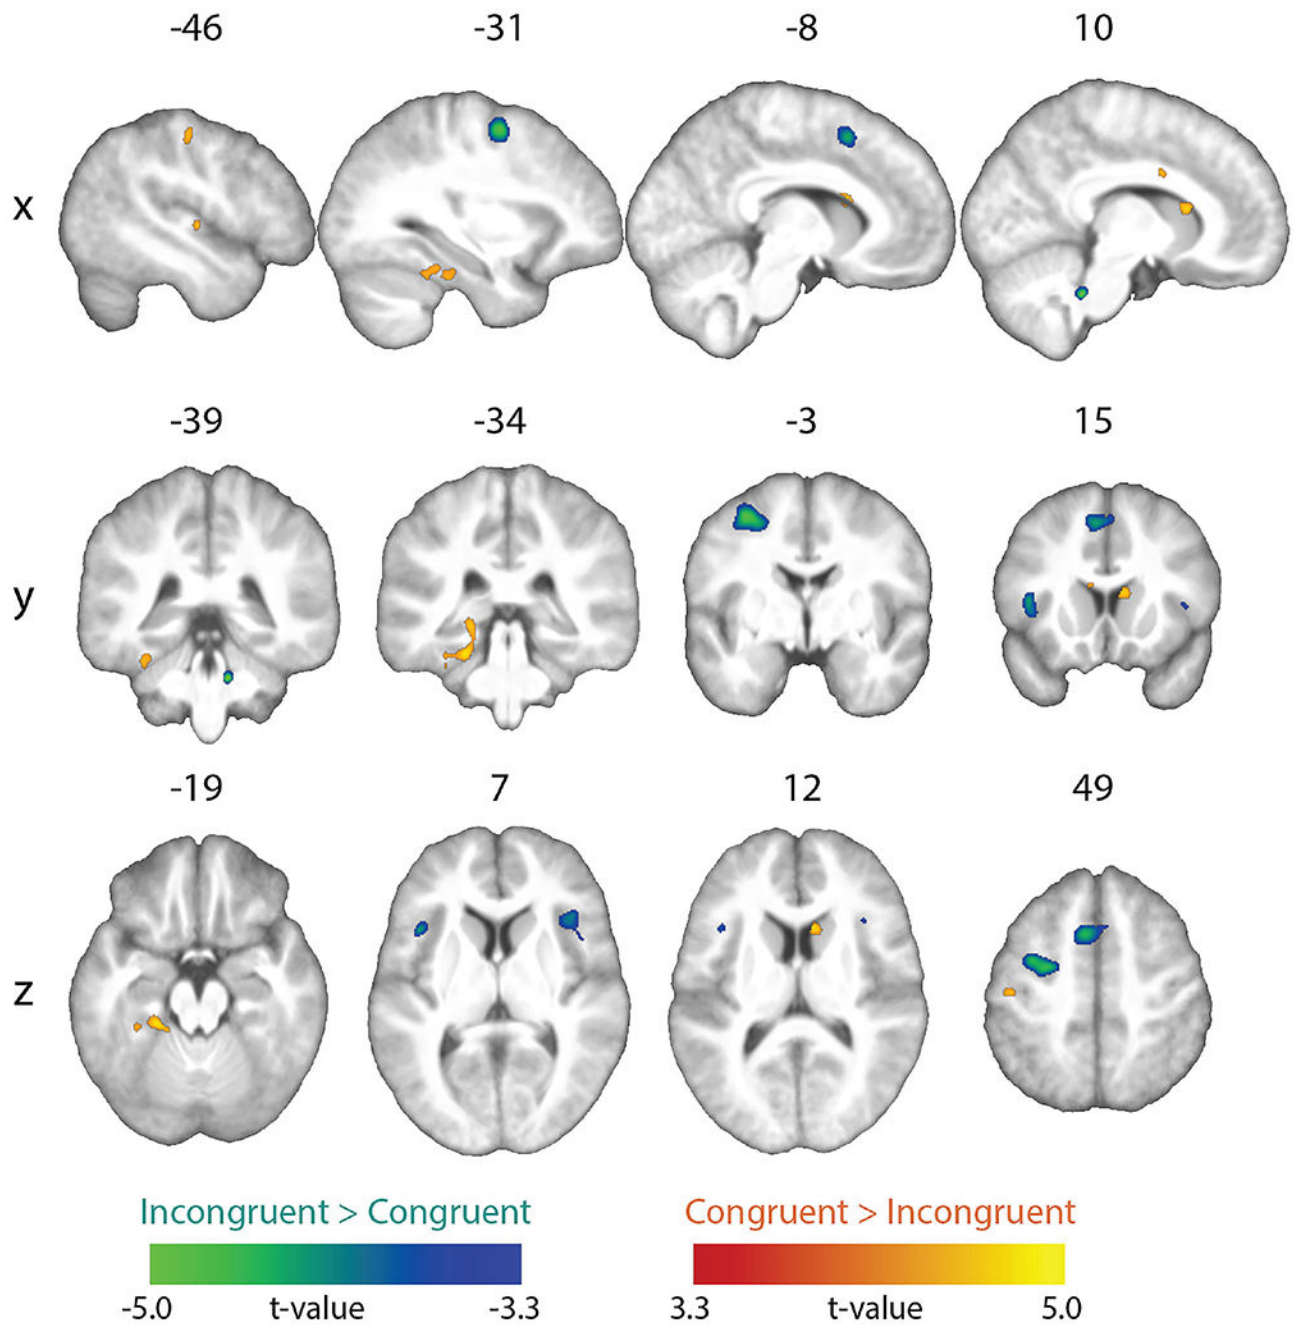 -46 -31 -8 10
x
-39 -34 -3 15
y
-19 7 12 49
z
Incongruent > Congruent Congruent > Incongruent
-5.0 t-value -3.3 3.3 t-value 5.0